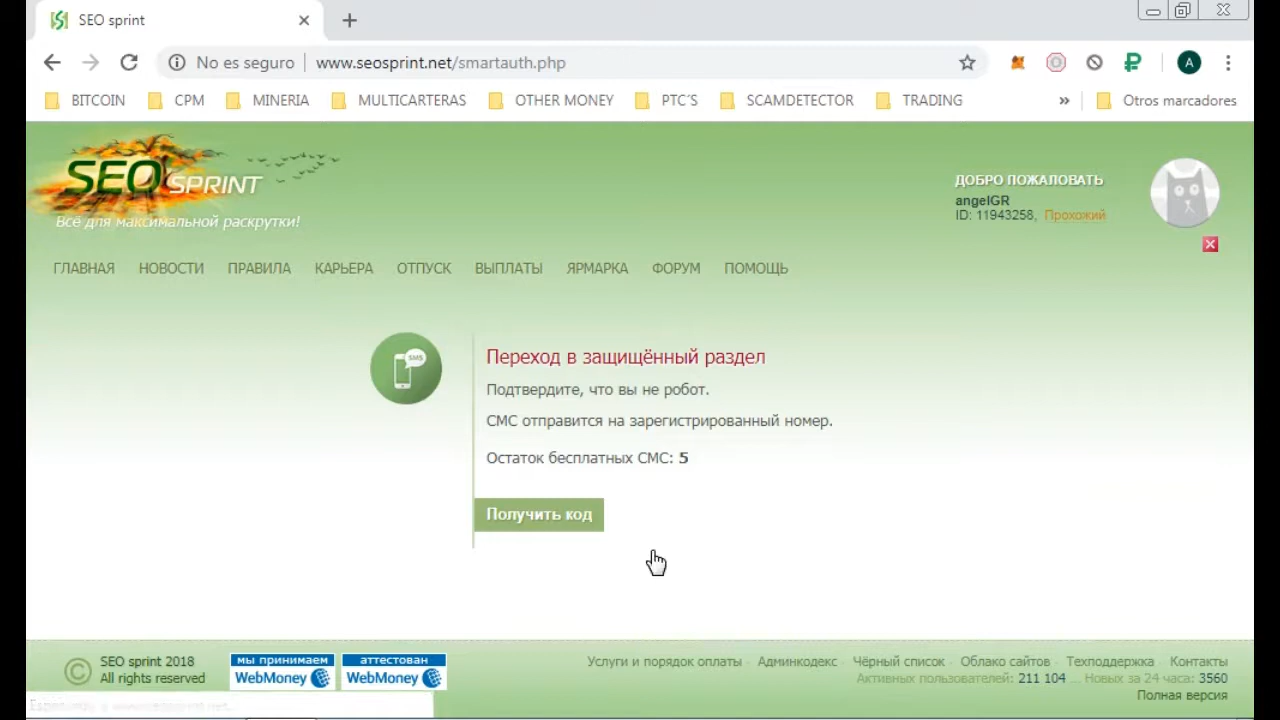 SEO sprint
No es seguro | www.seosprint.net/smartauth.php
A
BITCOIN CPM MINERIA MULTICARTERAS OTHER MONEY PTC´S SCAMDETECTOR TRADING » Otros marcadores
SEO SPRINT
Всё для максимальной раскрутки!
ДОБРО ПОЖАЛОВАТЬ
angelGR
ID: 11943258, Прохожий
ГЛАВНАЯ НОВОСТИ ПРАВИЛА КАРЬЕРА ОТПУСК ВЫПЛАТЫ ЯРМАРКА ФОРУМ ПОМОЩЬ
SMS
Переход в защищённый раздел
Подтвердите, что вы не робот.
СМС отправится на зарегистрированный номер.
Остаток бесплатных СМС: 5
Получить код
© SEO sprint 2018
All rights reserved
мы принимаем
WebMoney
аттестован
WebMoney
Услуги и порядок оплаты Админкодекс Чёрный список Облако сайтов Техподдержка Контакты
Активных пользователей: 211 104 ... Новых за 24 часа: 3560
Полная версия